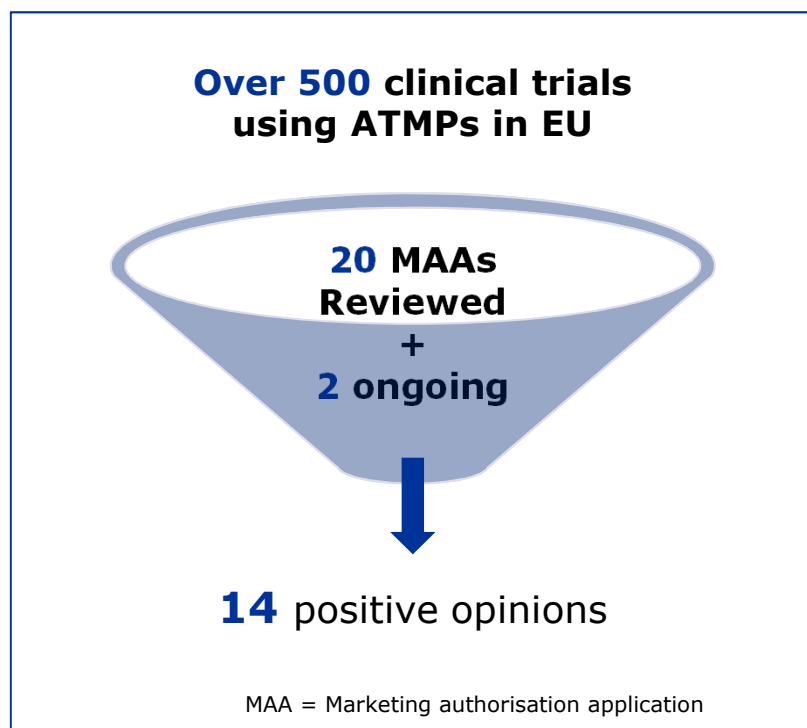 Over 500 clinical trials
using ATMPs in EU
20 MAAs
Reviewed
+
2 ongoing
14 positive opinions
MAA = Marketing authorisation application